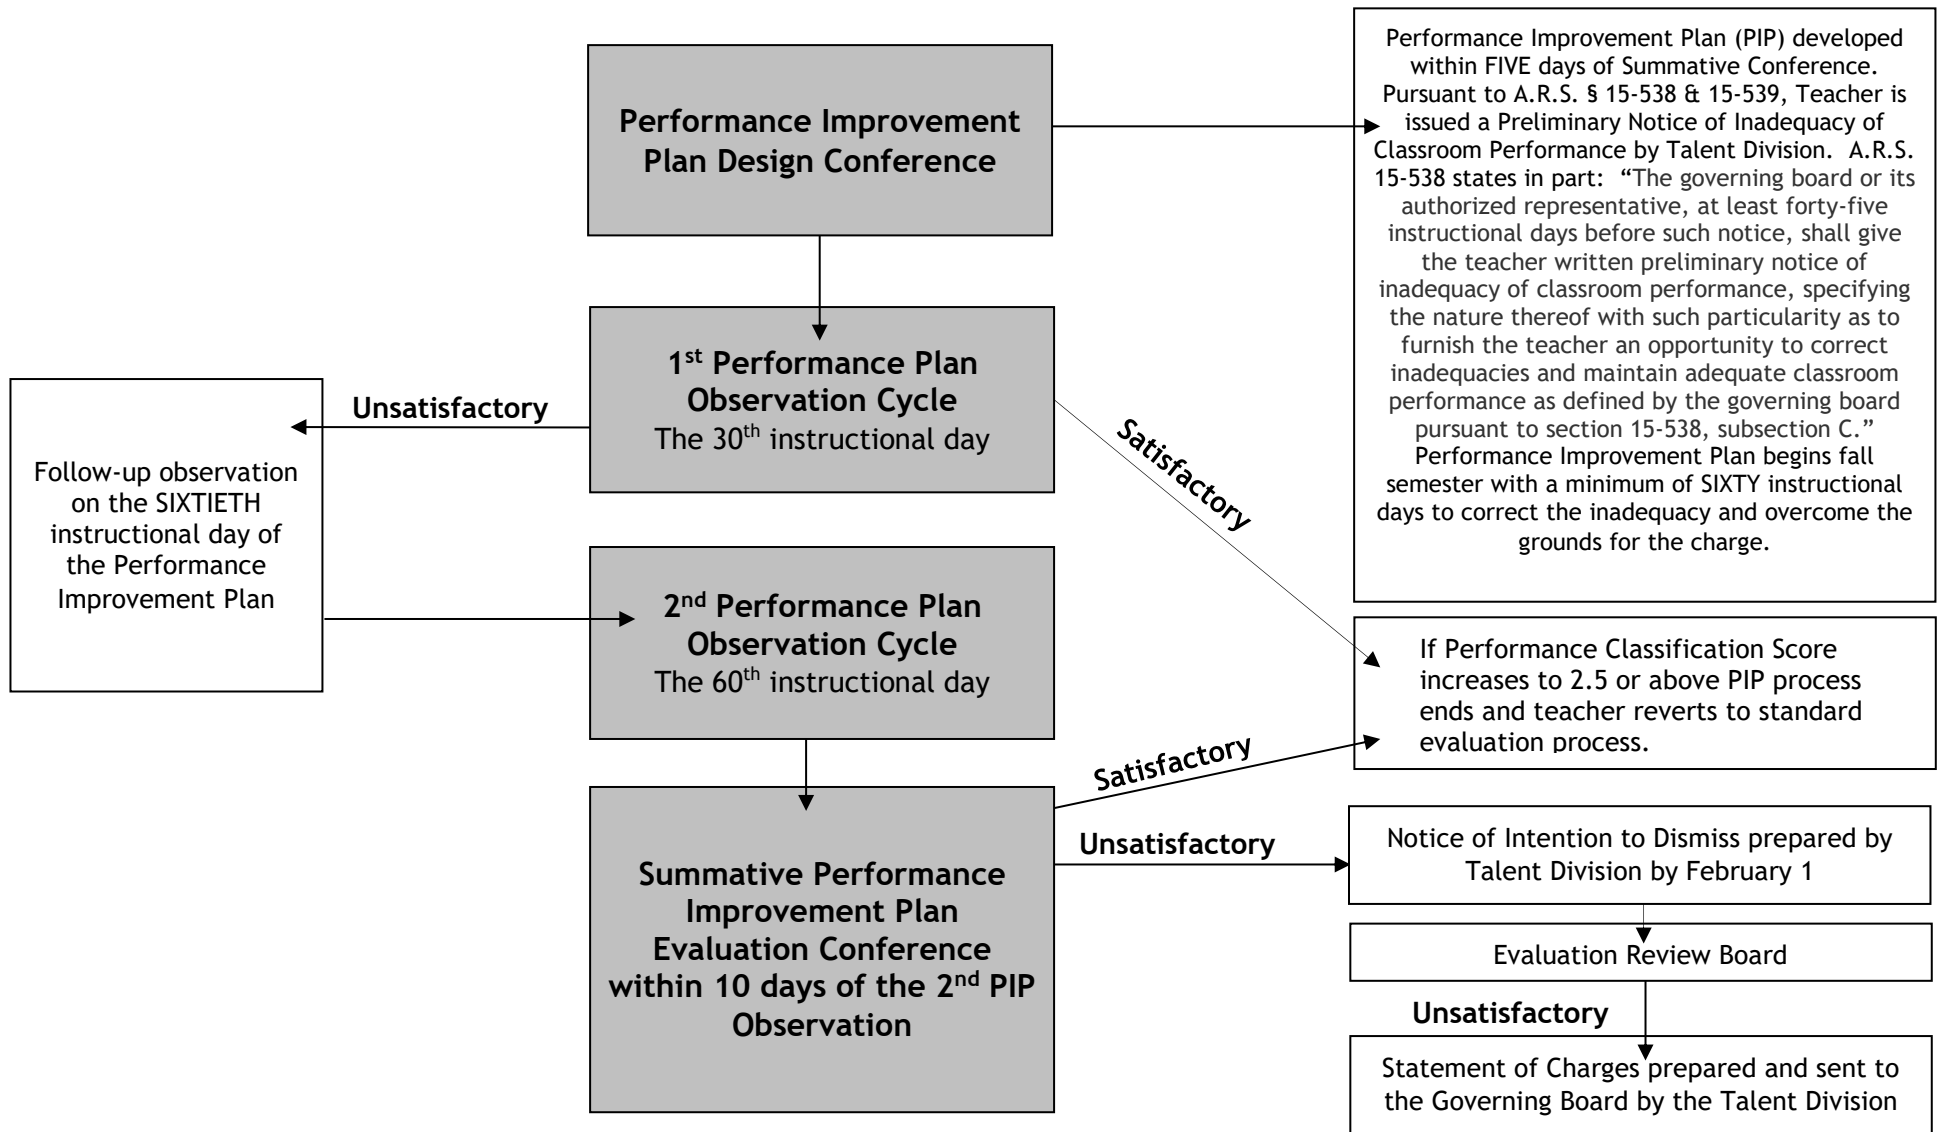 Performance Improvement
Plan Design Conference
Performance Improvement Plan (PIP) developed
within FIVE days of Summative Conference.
Pursuant to A.R.S. § 15-538 & 15-539, Teacher is
issued a Preliminary Notice of Inadequacy of
Classroom Performance by Talent Division.  A.R.S.
15-538 states in part:  “The governing board or its
authorized representative, at least forty-five
instructional days before such notice, shall give
the teacher written preliminary notice of
inadequacy of classroom performance, specifying
the nature thereof with such particularity as to
furnish the teacher an opportunity to correct
inadequacies and maintain adequate classroom
performance as defined by the governing board
pursuant to section 15-538, subsection C.”
Performance Improvement Plan begins fall
semester with a minimum of SIXTY instructional
days to correct the inadequacy and overcome the
grounds for the charge.
1st Performance Plan
Observation Cycle
The 30th instructional day
Unsatisfactory
Satisfactory
Follow-up observation
on the SIXTIETH
instructional day of
the Performance
Improvement Plan
2nd Performance Plan
Observation Cycle
The 60th instructional day
If Performance Classification Score
increases to 2.5 or above PIP process
ends and teacher reverts to standard
evaluation process.
Satisfactory
Summative Performance
Improvement Plan
Evaluation Conference
within 10 days of the 2nd PIP
Observation
Unsatisfactory
Notice of Intention to Dismiss prepared by
Talent Division by February 1
Evaluation Review Board
Unsatisfactory
Statement of Charges prepared and sent to
the Governing Board by the Talent Division